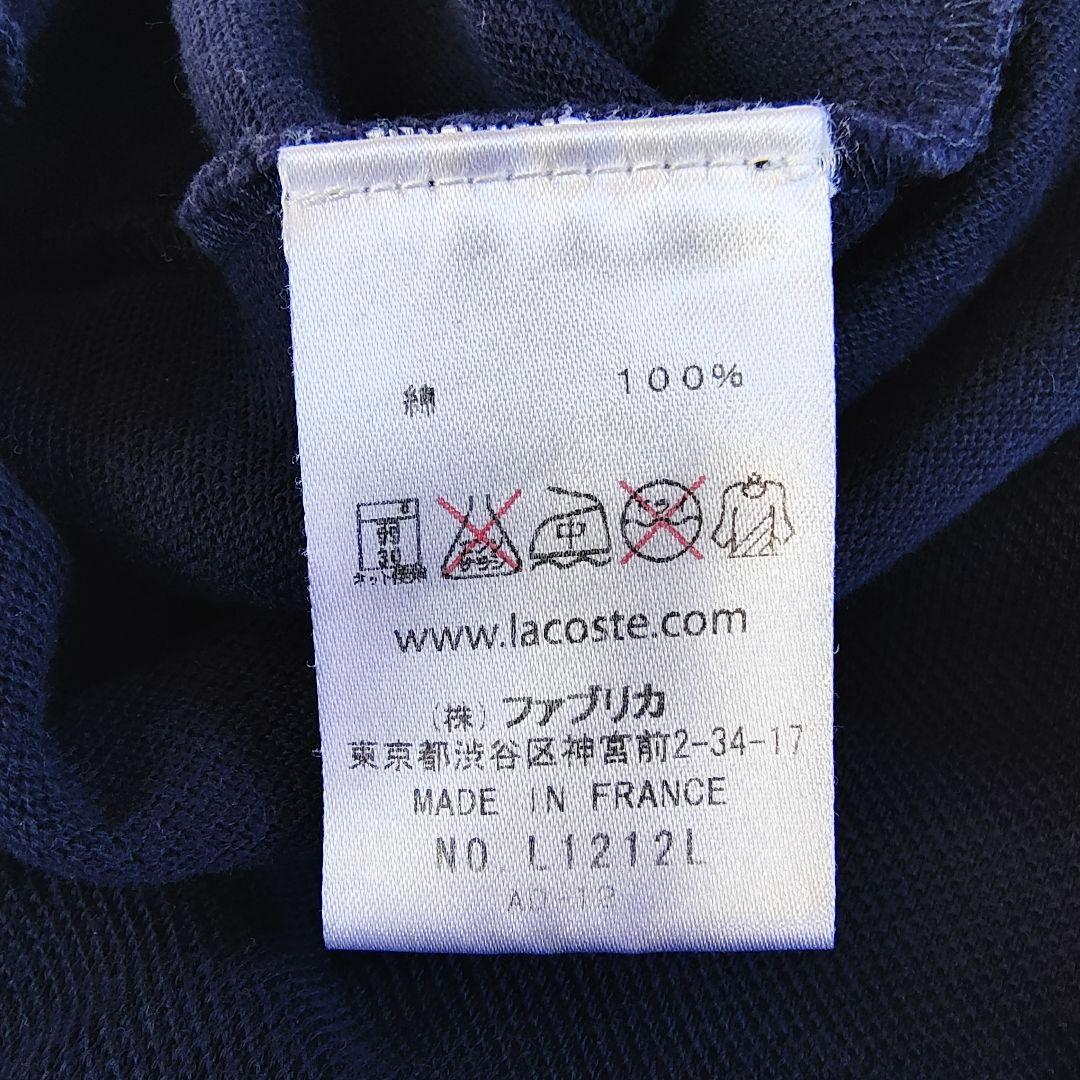 綿 100%
中
www.lacoste.com
(株) ファブリカ
東京都渋谷区神宮前2-34-17
MADE IN FRANCE
NO L1212L